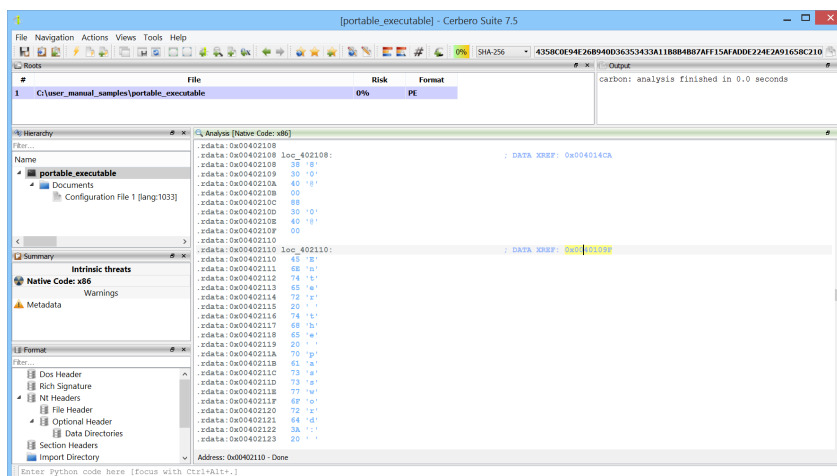 [portable_executable] - Cerbero Suite 7.5
File Navigation Actions Views Tools Help
0% SHA-256 4358C0E94E26B940D36353433A11B8B4B87AFF15AFADDE224E2A91658C210
Roots
# File Risk Format
1 C:\user_manual_samples\portable_executable 0% PE
Output
carbon: analysis finished in 0.0 seconds
Hierarchy
Filter...
Name
portable_executable
Documents
Configuration File 1 [lang:1033]
Summary
Intrinsic threats
Native Code: x86
Warnings
Metadata
Format
Filter...
Dos Header
Rich Signature
Nt Headers
File Header
Optional Header
Data Directories
Section Headers
Import Directory
Analysis [Native Code: x86]
.rdata:0x00402108
.rdata:0x00402108 loc_402108: ; DATA XREF: 0x004014CA
.rdata:0x00402108 38 '8'
.rdata:0x00402109 30 '0'
.rdata:0x0040210A 40 '@'
.rdata:0x0040210B 00
.rdata:0x0040210C 88
.rdata:0x0040210D 30 '0'
.rdata:0x0040210E 40 '@'
.rdata:0x0040210F 00
.rdata:0x00402110
.rdata:0x00402110 loc_402110: ; DATA XREF: 0x0040109F
.rdata:0x00402110 45 'E'
.rdata:0x00402111 6E 'n'
.rdata:0x00402112 74 't'
.rdata:0x00402113 65 'e'
.rdata:0x00402114 72 'r'
.rdata:0x00402115 20 ' '
.rdata:0x00402116 74 't'
.rdata:0x00402117 68 'h'
.rdata:0x00402118 65 'e'
.rdata:0x00402119 20 ' '
.rdata:0x0040211A 70 'p'
.rdata:0x0040211B 61 'a'
.rdata:0x0040211C 73 's'
.rdata:0x0040211D 73 's'
.rdata:0x0040211E 77 'w'
.rdata:0x0040211F 6F 'o'
.rdata:0x00402120 72 'r'
.rdata:0x00402121 64 'd'
.rdata:0x00402122 3A ':'
.rdata:0x00402123 20 ' '
Address: 0x00402110 - Done
Enter Python code here [focus with Ctrl+Alt+.]